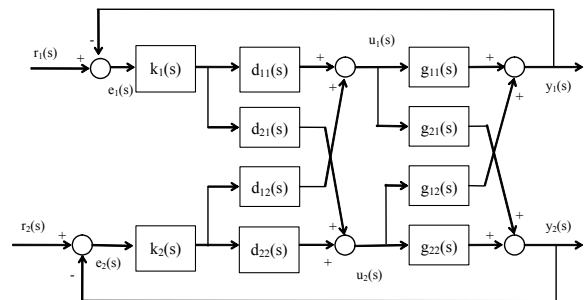 -
u₁(s)
r₁(s) + k₁(s) d₁₁(s) + + g₁₁(s) + +
e₁(s) y₁(s)
d₂₁(s) g₂₁(s)
+ +
d₁₂(s) g₁₂(s)
+ +
r₂(s) + k₂(s) d₂₂(s) + + g₂₂(s) + y₂(s)
- e₂(s) u₂(s)